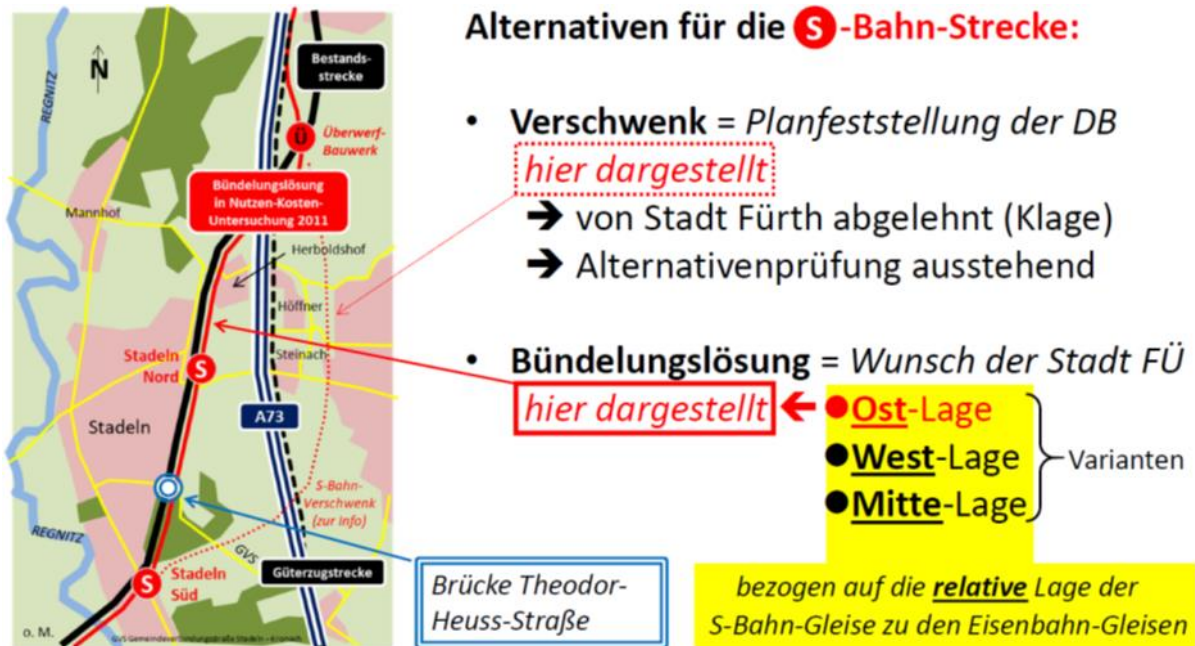 N
REGNITZ
Bestands-
strecke
Ü
Überwerf-
Bauwerk
Bündelungslösung
in Nutzen-Kosten-
Untersuchung 2011
Mannhof
Herboldshof
Höffner
Steinach
Stadeln
Nord
S
A73
Stadeln
S-Bahn-
Verschwenk
(zur Info)
REGNITZ
GVS
S
Stadeln
Süd
Güterzugstrecke
o. M.
GVS Gemeindeverbindungsstraße Stadeln - Kronach
Alternativen für die S-Bahn-Strecke:
• Verschwenk = Planfeststellung der DB
hier dargestellt
➔ von Stadt Fürth abgelehnt (Klage)
➔ Alternativenprüfung ausstehend
• Bündelungslösung = Wunsch der Stadt FÜ
hier dargestellt
Ost-Lage
West-Lage
Mitte-Lage
Varianten
Brücke Theodor-
Heuss-Straße
bezogen auf die relative Lage der
S-Bahn-Gleise zu den Eisenbahn-Gleisen